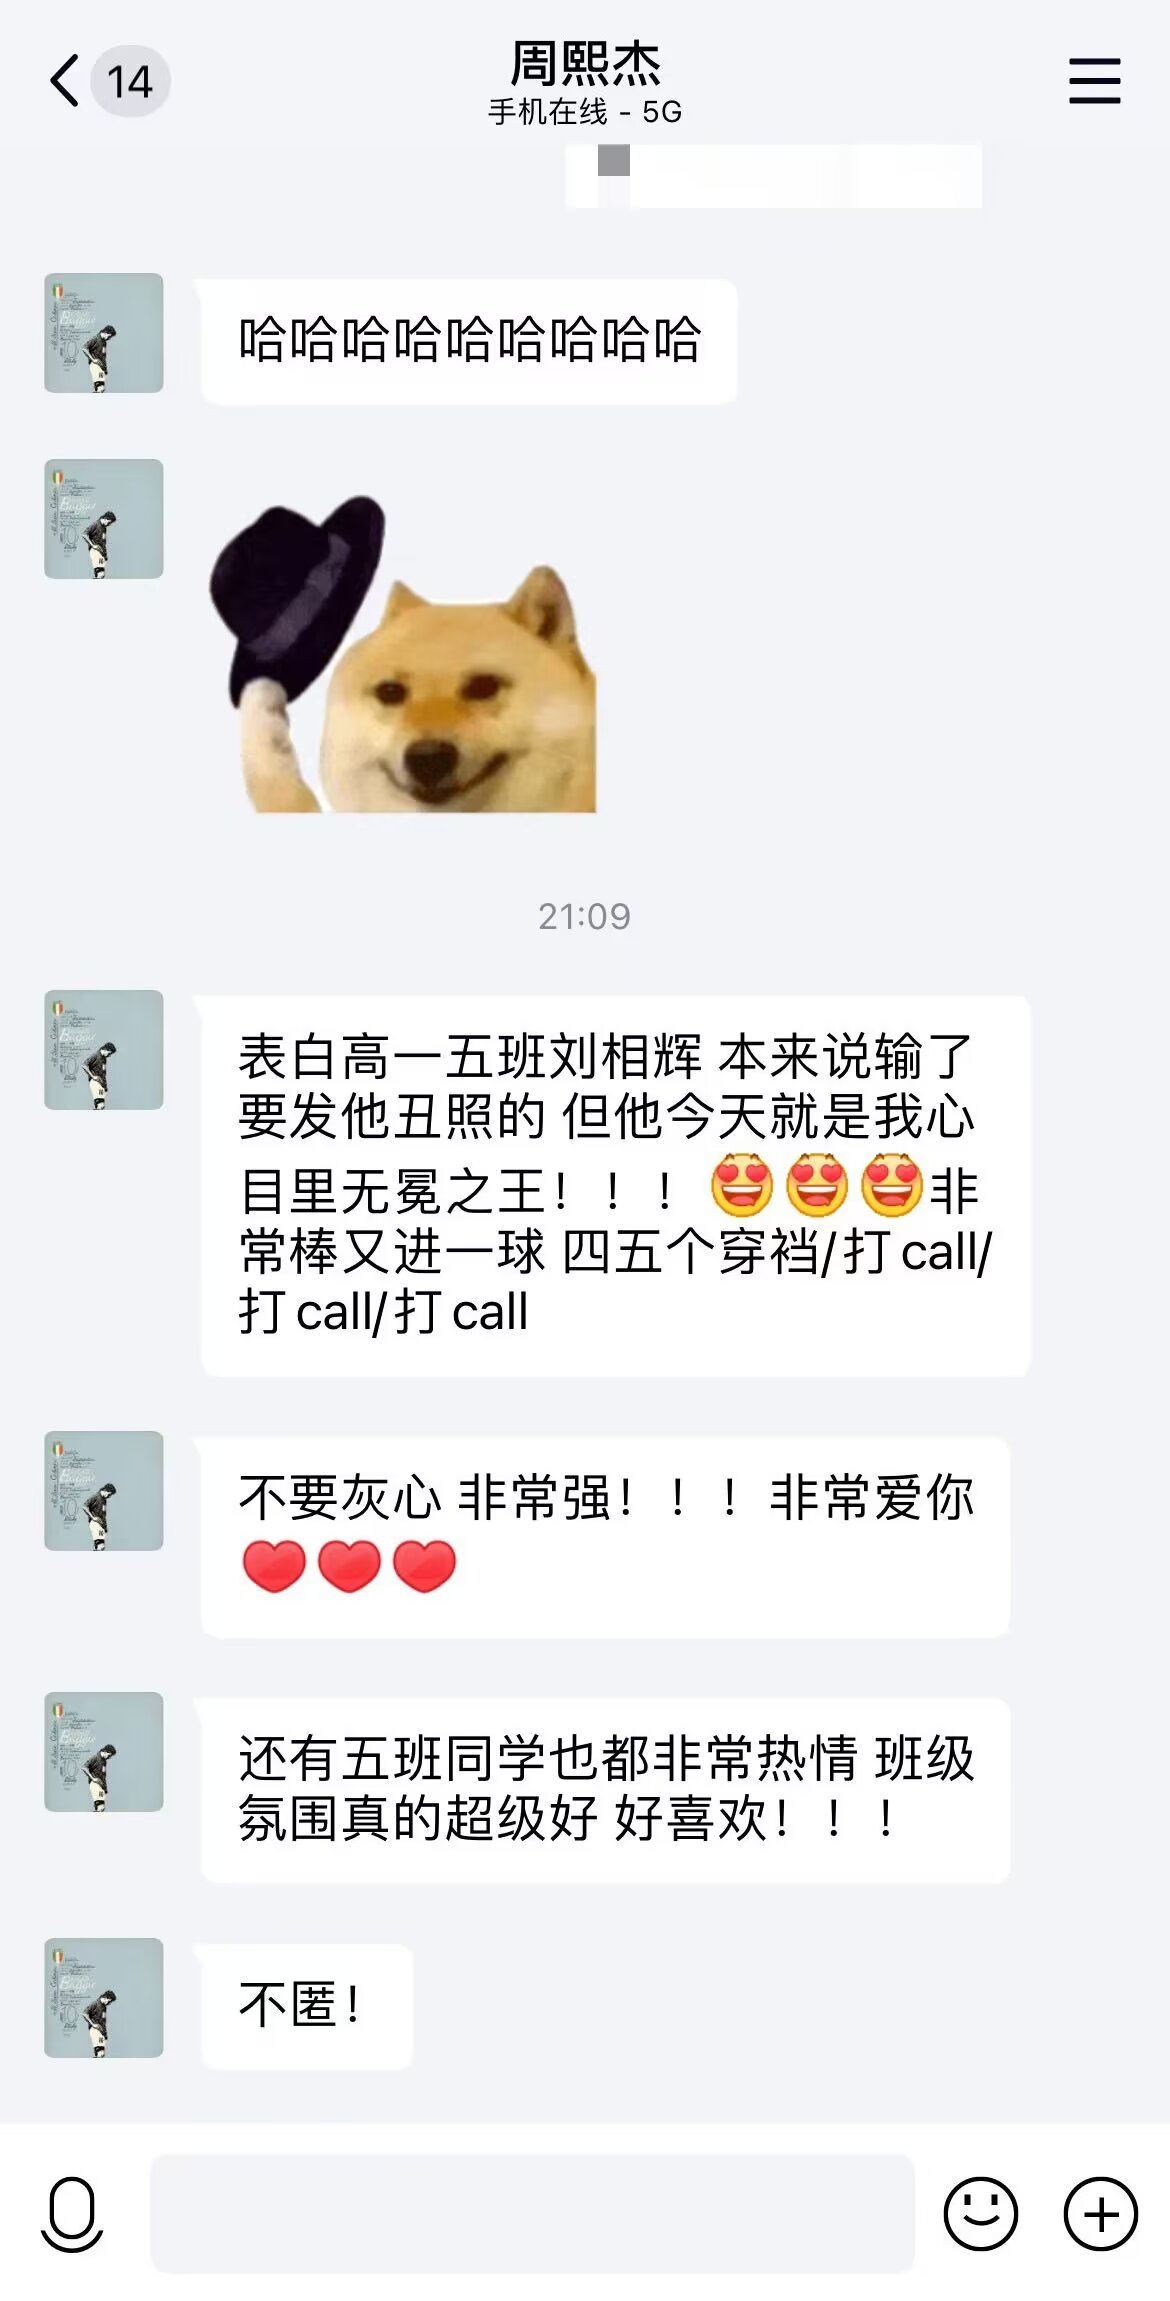 14
周熙杰
手机在线 - 5G
哈哈哈哈哈哈哈哈哈
21:09
表白高一五班刘相辉 本来说输了
要发他丑照的 但他今天就是我心
目里无冕之王！！！😍😍😍非
常棒又进一球 四五个穿裆/打call/
打call/打call
不要灰心 非常强！！！非常爱你
❤❤❤
还有五班同学也都非常热情 班级
氛围真的超级好 好喜欢！！！
不匿！